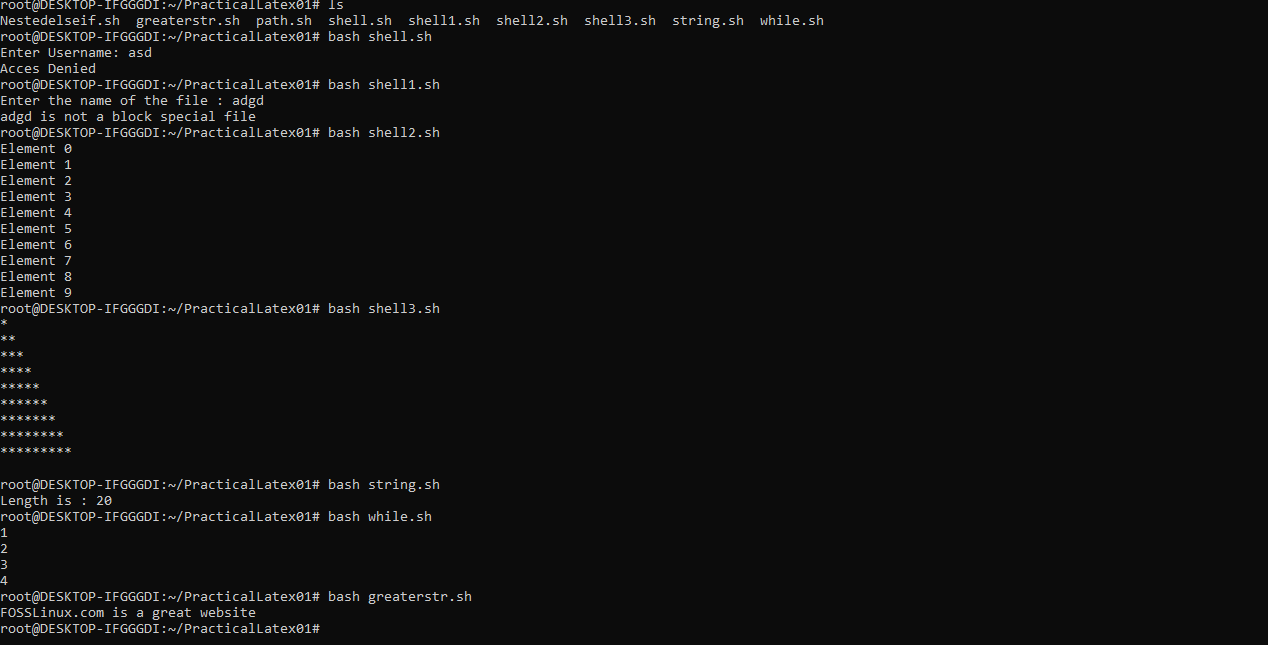 root@DESKTOP-IFGGGDI:~/PracticalLatex01# ls
Nestedelseif.sh  greaterstr.sh  path.sh  shell.sh  shell1.sh  shell2.sh  shell3.sh  string.sh  while.sh
root@DESKTOP-IFGGGDI:~/PracticalLatex01# bash shell.sh
Enter Username: asd
Acces Denied
root@DESKTOP-IFGGGDI:~/PracticalLatex01# bash shell1.sh
Enter the name of the file : adgd
adgd is not a block special file
root@DESKTOP-IFGGGDI:~/PracticalLatex01# bash shell2.sh
Element 0
Element 1
Element 2
Element 3
Element 4
Element 5
Element 6
Element 7
Element 8
Element 9
root@DESKTOP-IFGGGDI:~/PracticalLatex01# bash shell3.sh
*
**
***
****
*****
******
*******
********
*********
root@DESKTOP-IFGGGDI:~/PracticalLatex01# bash string.sh
Length is : 20
root@DESKTOP-IFGGGDI:~/PracticalLatex01# bash while.sh
1
2
3
4
root@DESKTOP-IFGGGDI:~/PracticalLatex01# bash greaterstr.sh
FOSSLinux.com is a great website
root@DESKTOP-IFGGGDI:~/PracticalLatex01#